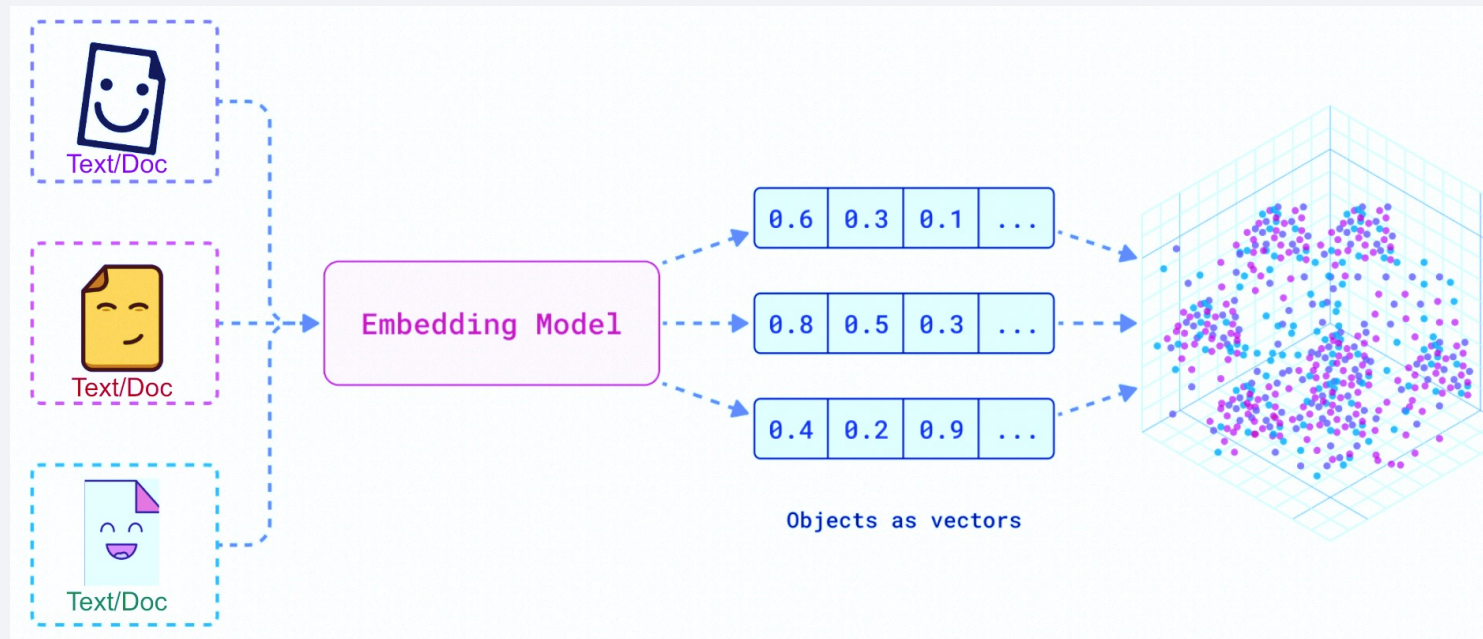 Text/Doc
Text/Doc
Text/Doc
Embedding Model
0.6 0.3 0.1 ...
0.8 0.5 0.3 ...
0.4 0.2 0.9 ...
Objects as vectors